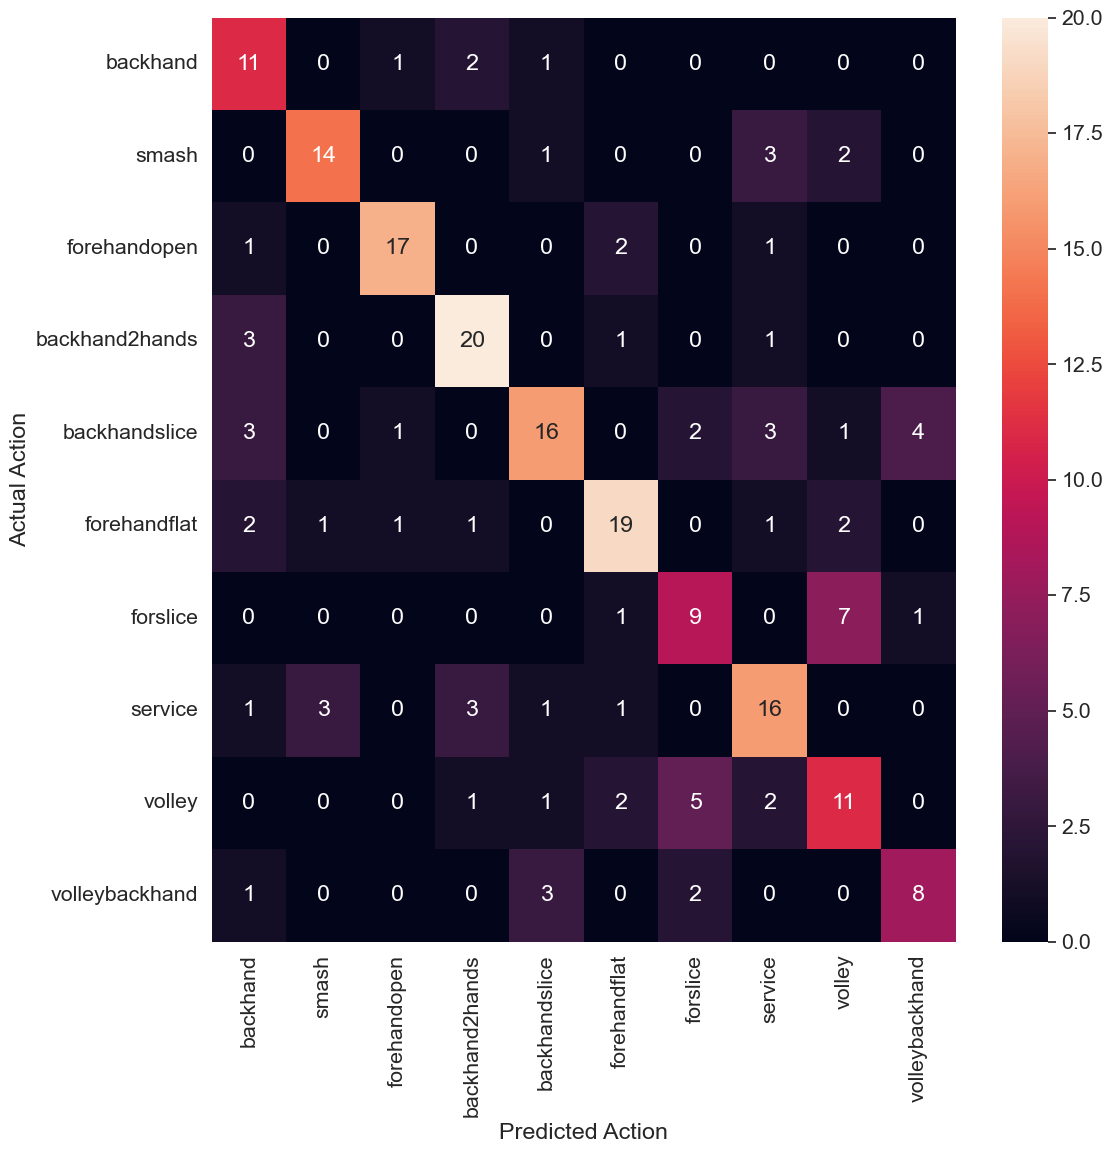 backhand 11 0 1 2 1 0 0 0 0 0
smash 0 14 0 0 1 0 0 3 2 0
forehandopen 1 0 17 0 0 2 0 1 0 0
backhand2hands 3 0 0 20 0 1 0 1 0 0
backhandslice 3 0 1 0 16 0 2 3 1 4
forehandflat 2 1 1 1 0 19 0 1 2 0
forslice 0 0 0 0 0 1 9 0 7 1
service 1 3 0 3 1 1 0 16 0 0
volley 0 0 0 1 1 2 5 2 11 0
volleybackhand 1 0 0 0 3 0 2 0 0 8
Actual Action
backhand
smash
forehandopen
backhand2hands
backhandslice
forehandflat
forslice
service
volley
volleybackhand
Predicted Action
20.0
17.5
15.0
12.5
10.0
7.5
5.0
2.5
0.0